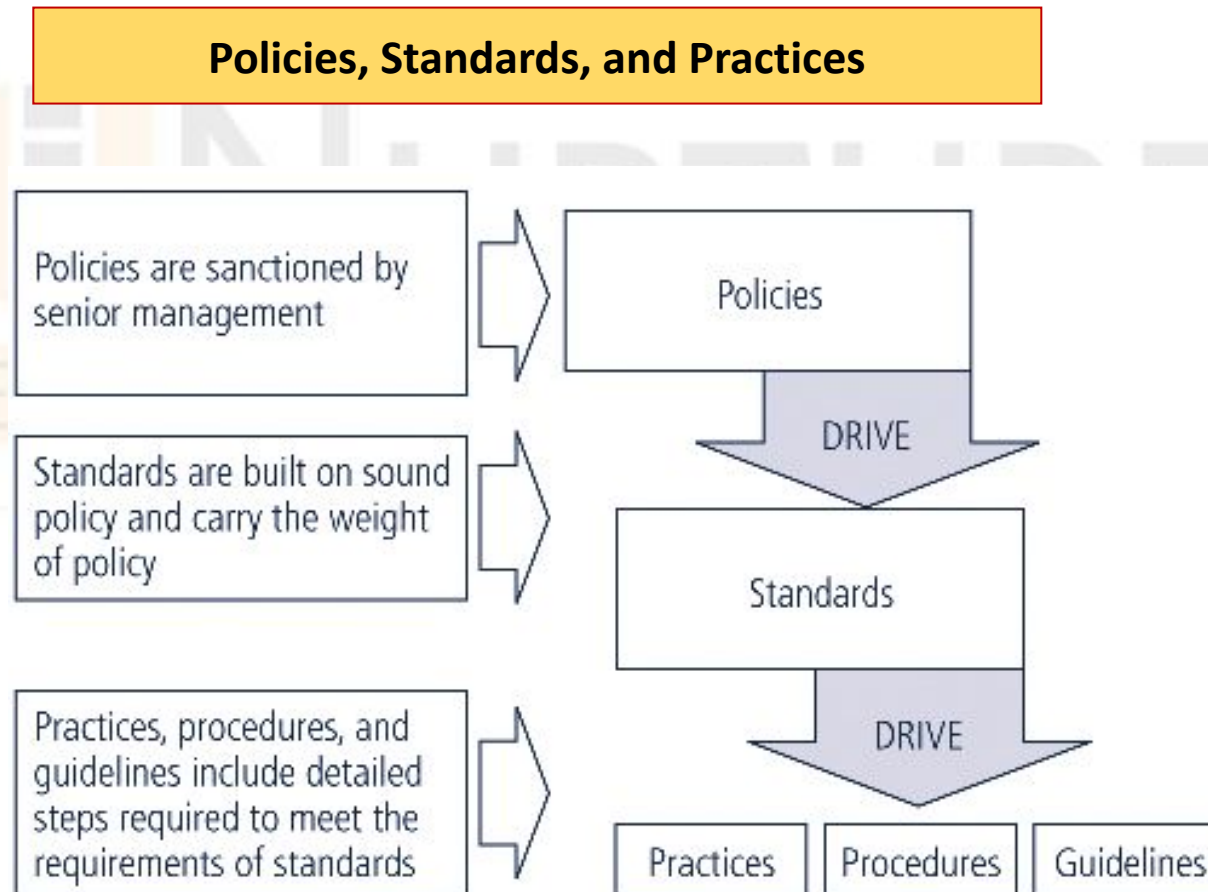 Policies, Standards, and Practices
Policies are sanctioned by
senior management
Policies
DRIVE
Standards are built on sound
policy and carry the weight
of policy
Standards
DRIVE
Practices, procedures, and
guidelines include detailed
steps required to meet the
requirements of standards
Practices
Procedures
Guidelines